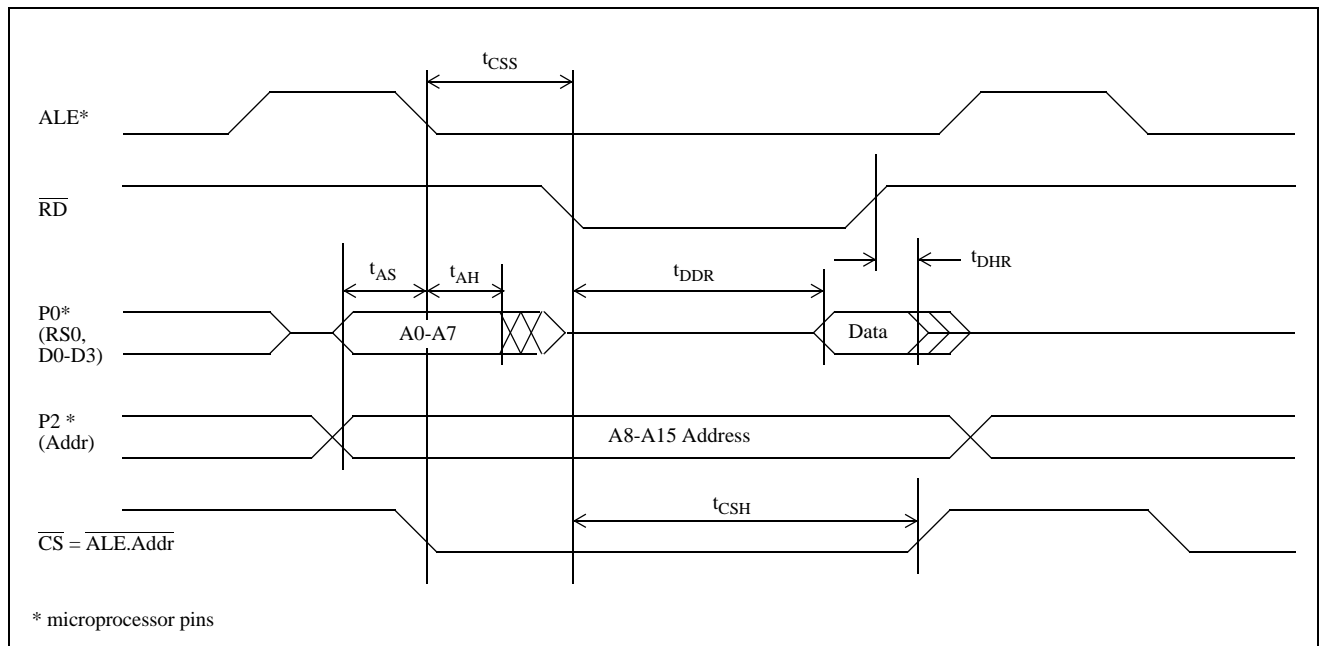 tCSS
ALE*
RD
tAS
tAH
tDDR
tDHR
P0*
(RS0,
D0-D3)
A0-A7
Data
P2 *
(Addr)
A8-A15 Address
tCSH
CS = ALE.Addr
* microprocessor pins